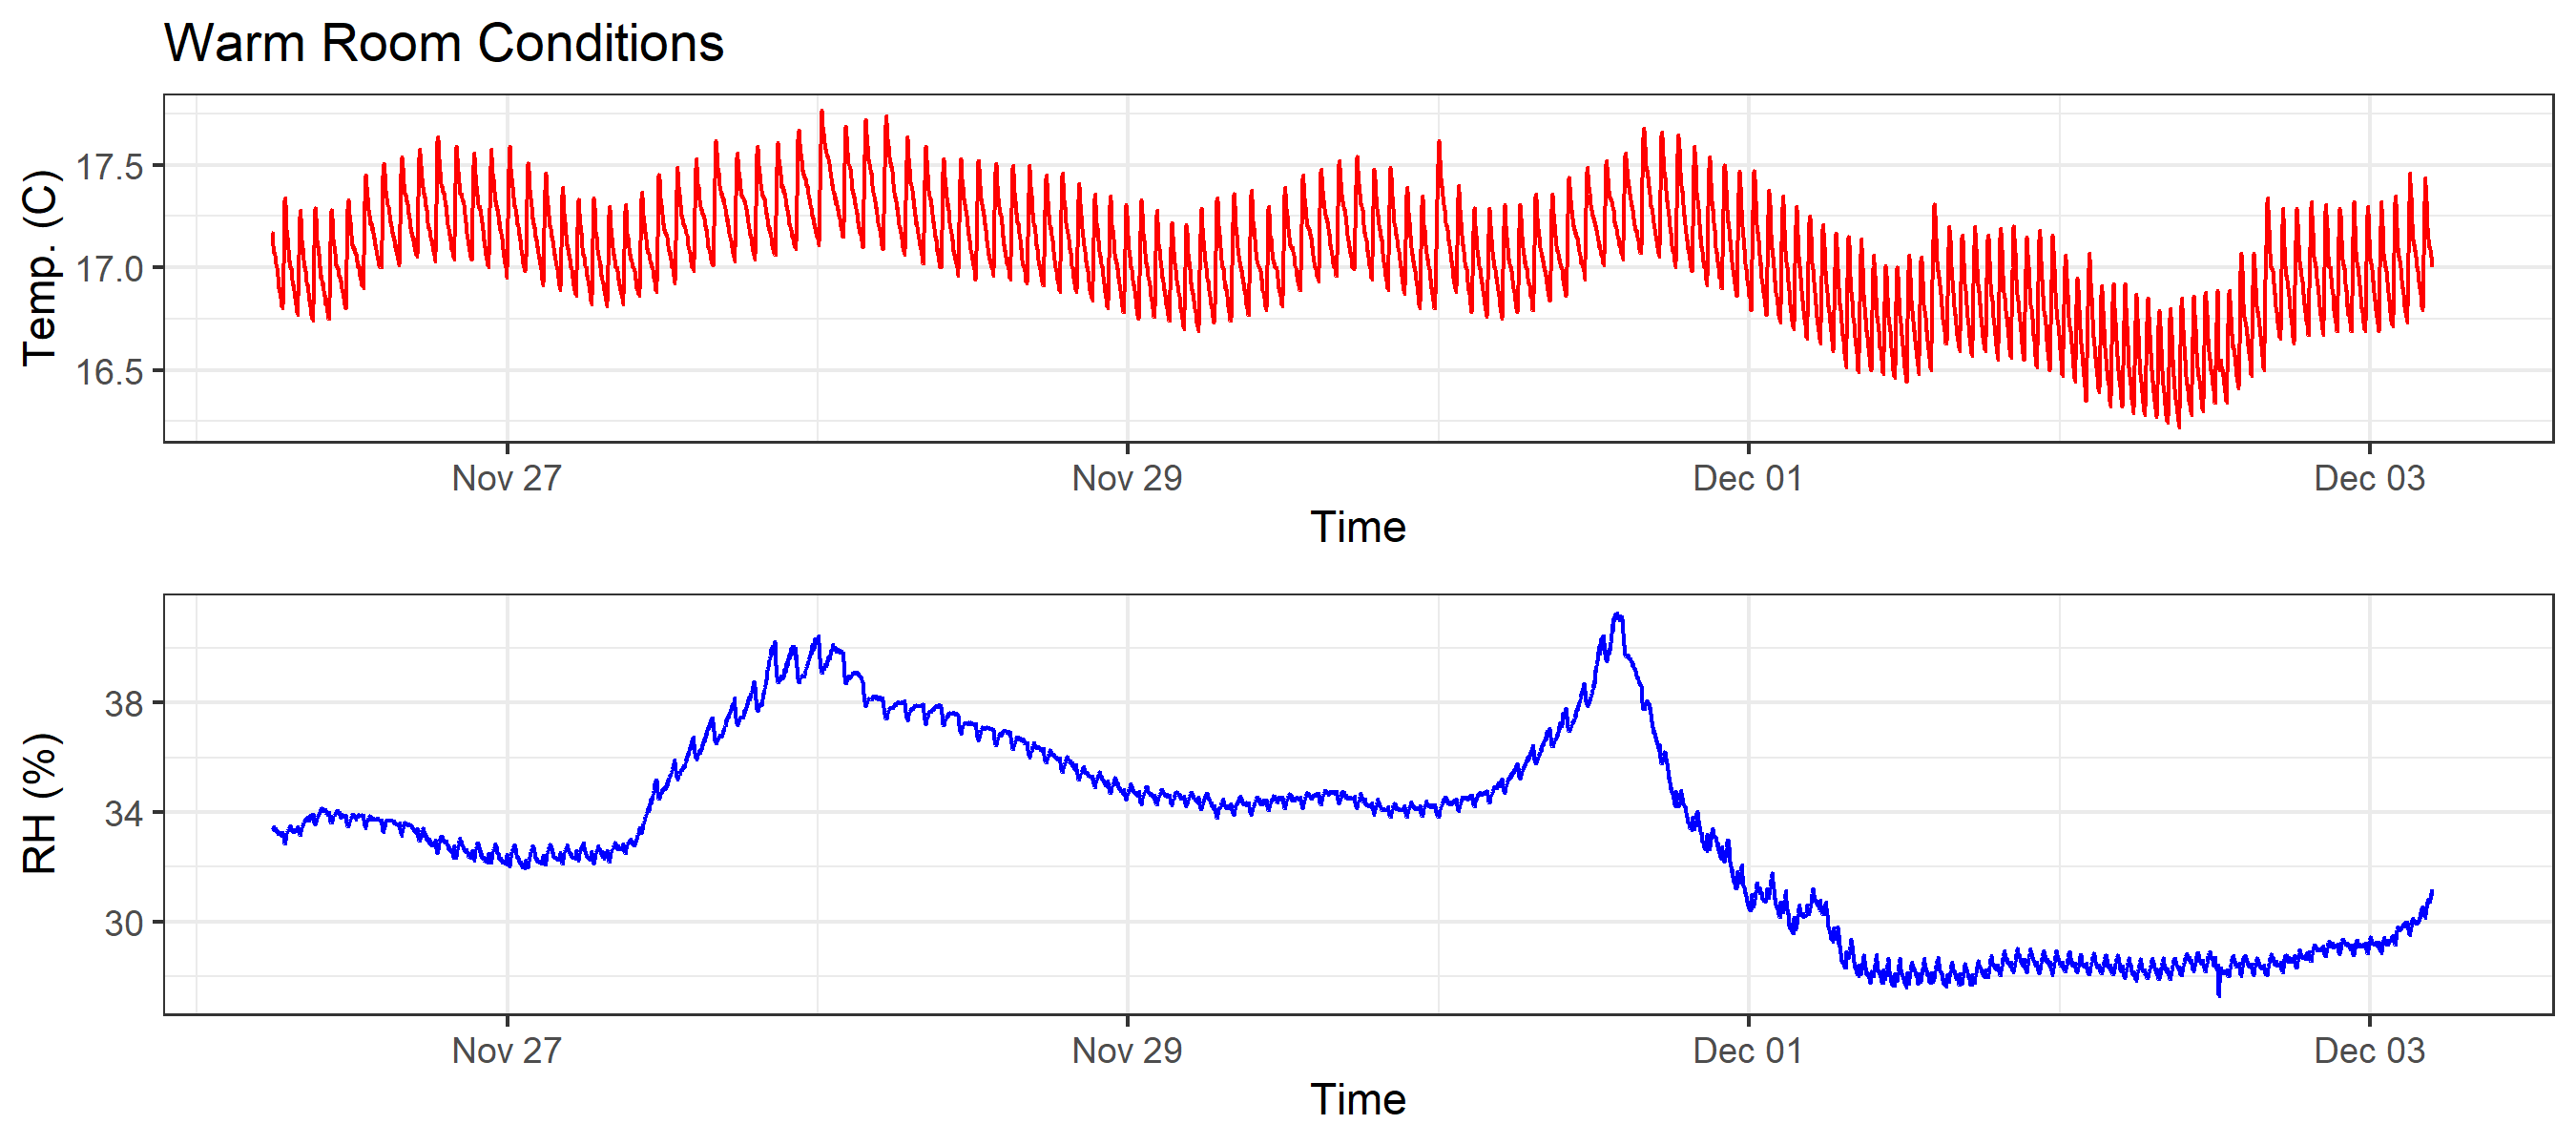 Warm Room Conditions
Temp. (C)
17.5
17.0
16.5
Nov 27 Nov 29 Dec 01 Dec 03
Time
RH (%)
38
34
30
Nov 27 Nov 29 Dec 01 Dec 03
Time